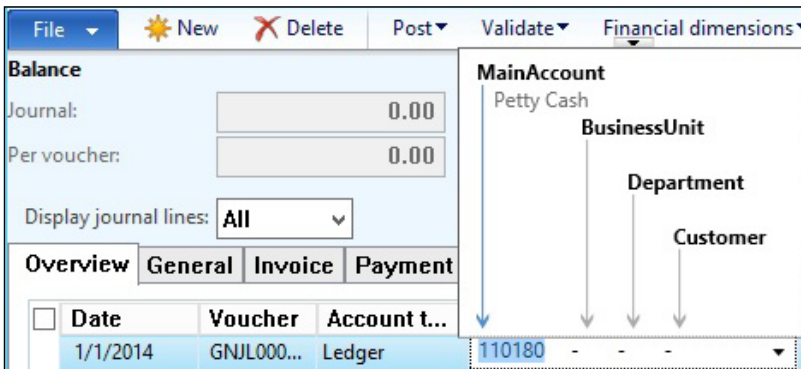 File New Delete Post Validate Financial dimensions
Balance
MainAccount
Petty Cash
Journal: 0.00
BusinessUnit
Per voucher: 0.00
Department
Display journal lines: All
Customer
Overview General Invoice Payment
Date Voucher Account t...
1/1/2014 GNJL000... Ledger 110180 - - -